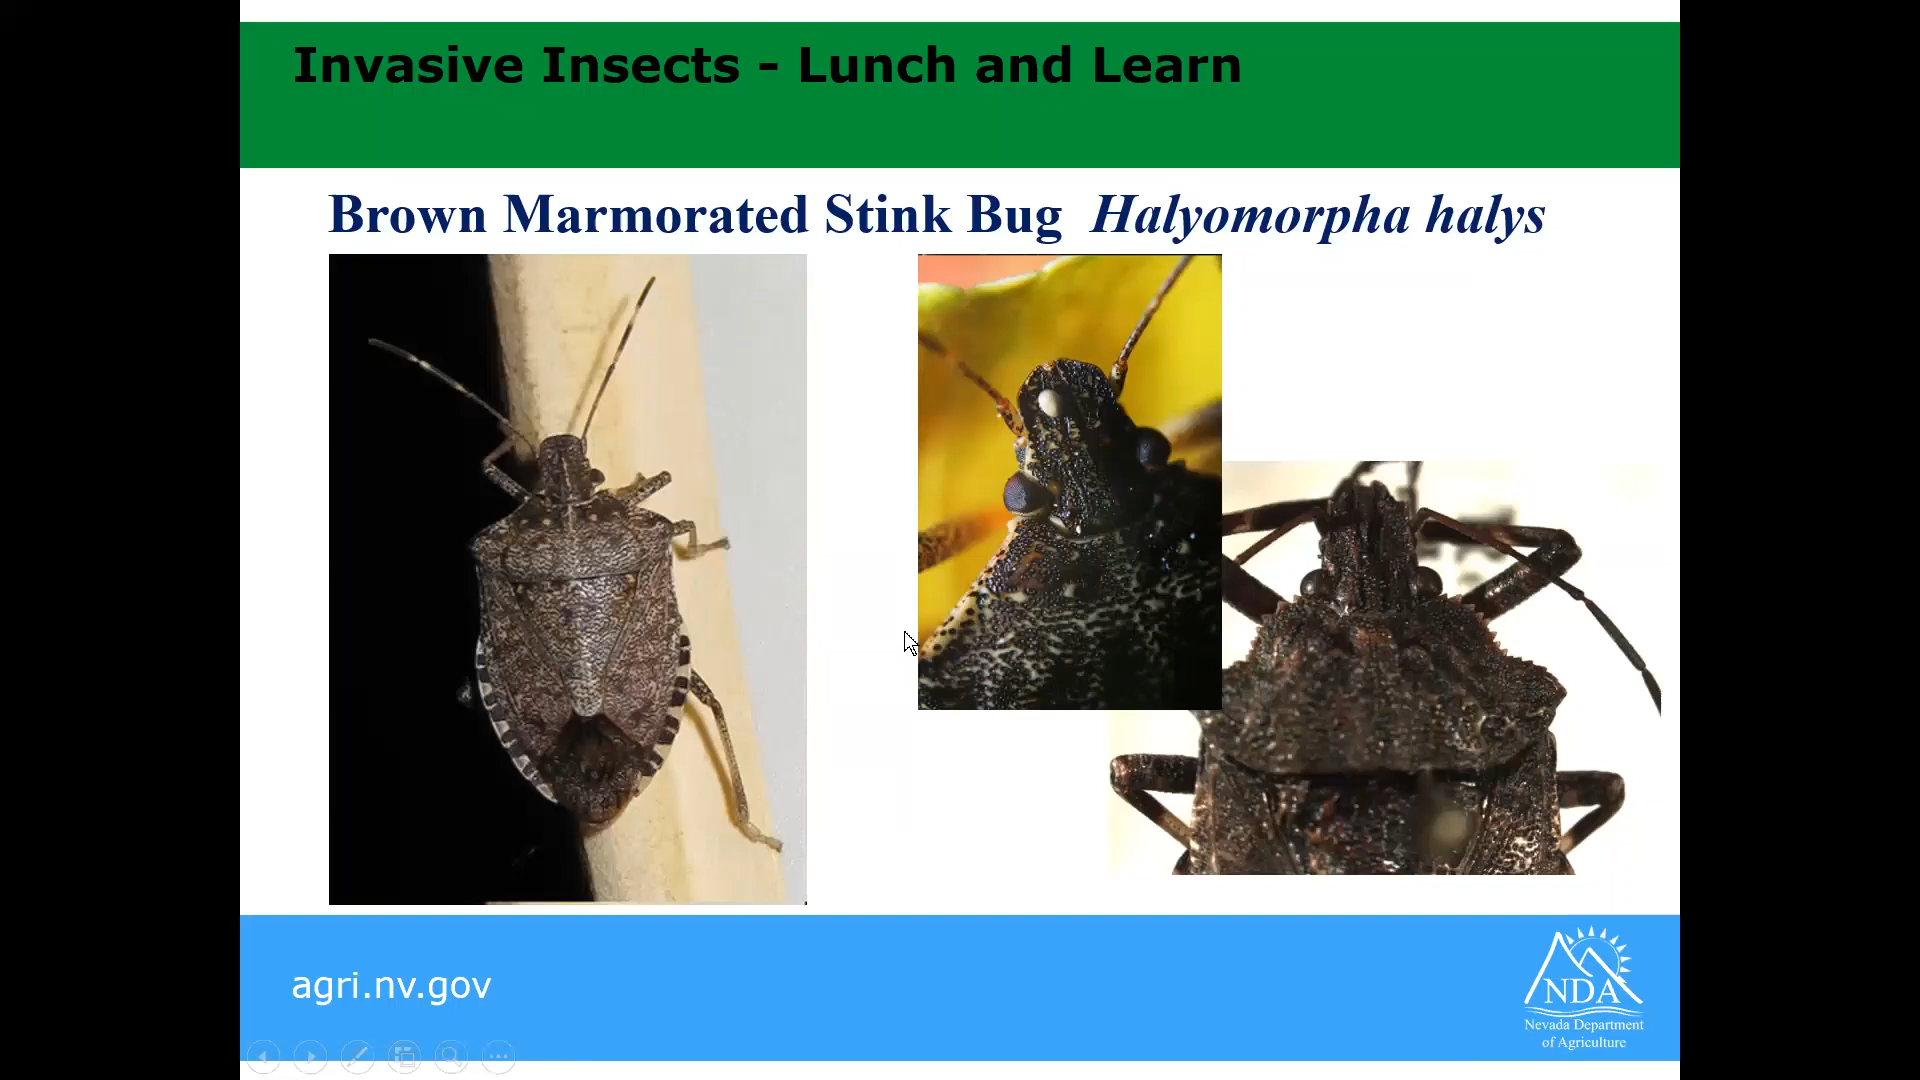 Invasive Insects - Lunch and Learn
Brown Marmorated Stink Bug Halyomorpha halys
agri.nv.gov
NDA
Nevada Department
of Agriculture